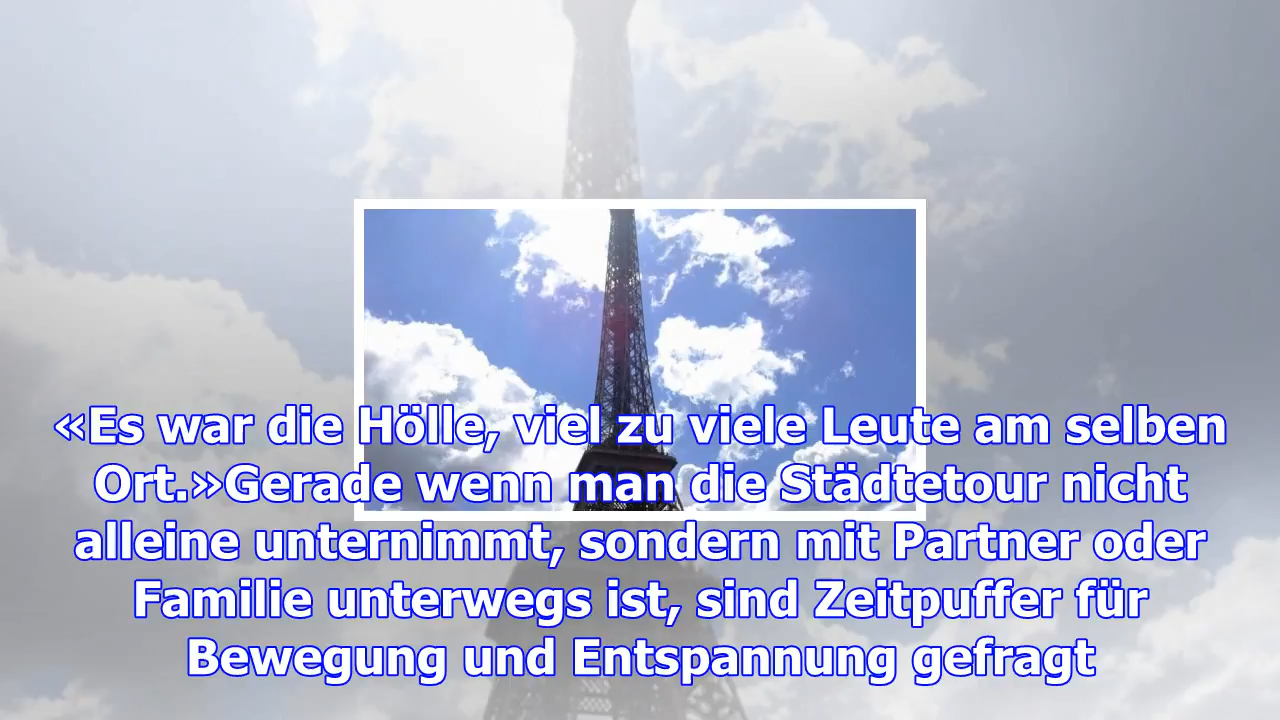 «Es war die Hölle, viel zu viele Leute am selben
Ort.»Gerade wenn man die Städtetour nicht
alleine unternimmt, sondern mit Partner oder
Familie unterwegs ist, sind Zeitpuffer für
Bewegung und Entspannung gefragt